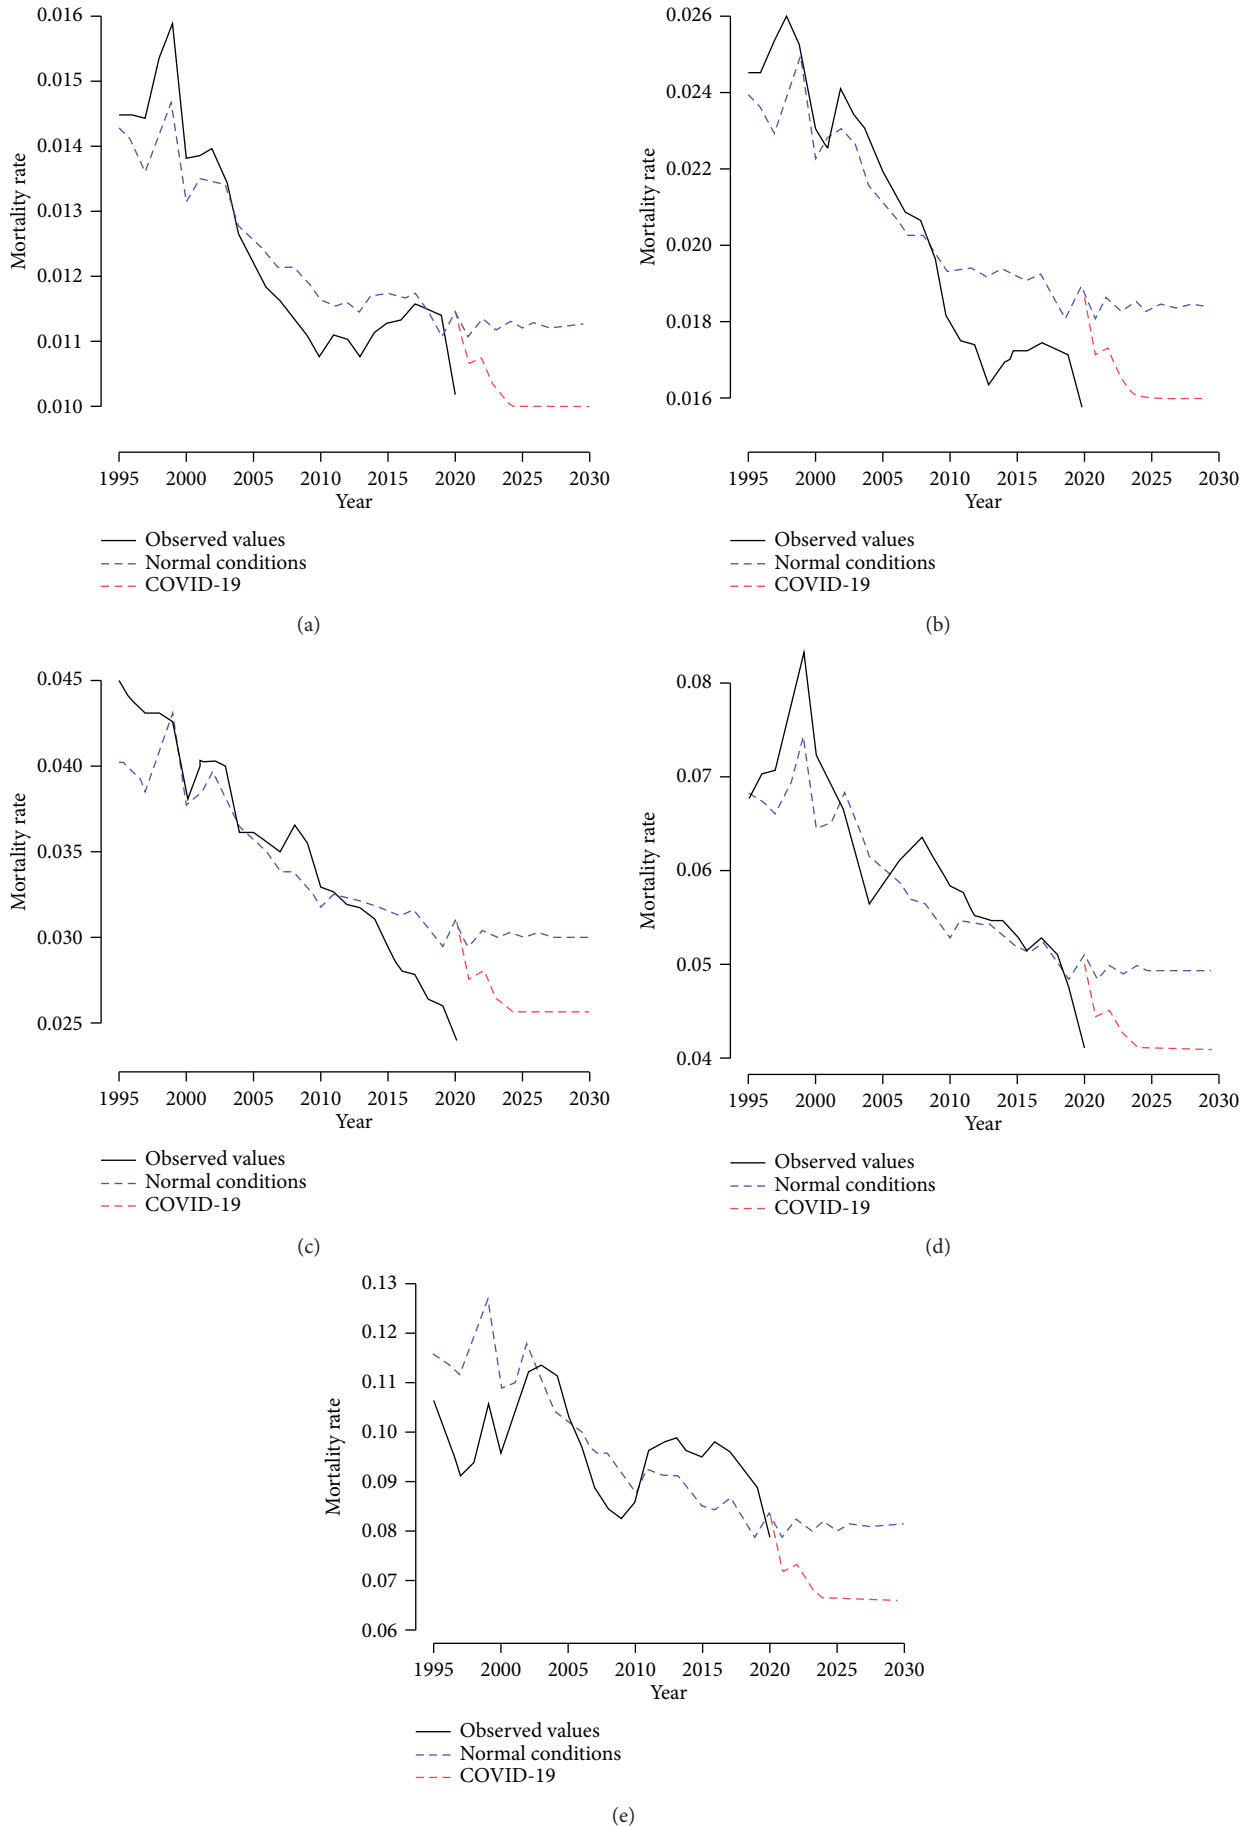 0.016
0.015
0.014
0.013
0.012
0.011
0.010
Mortality rate
1995 2000 2005 2010 2015 2020 2025 2030
Year
Observed values
Normal conditions
COVID-19
(a)
0.026
0.024
0.022
0.020
0.018
0.016
Mortality rate
1995 2000 2005 2010 2015 2020 2025 2030
Year
Observed values
Normal conditions
COVID-19
(b)
0.045
0.040
0.035
0.030
0.025
Mortality rate
1995 2000 2005 2010 2015 2020 2025 2030
Year
Observed values
Normal conditions
COVID-19
(c)
0.08
0.07
0.06
0.05
0.04
Mortality rate
1995 2000 2005 2010 2015 2020 2025 2030
Year
Observed values
Normal conditions
COVID-19
(d)
0.13
0.12
0.11
0.10
0.09
0.08
0.07
0.06
Mortality rate
1995 2000 2005 2010 2015 2020 2025 2030
Year
Observed values
Normal conditions
COVID-19
(e)